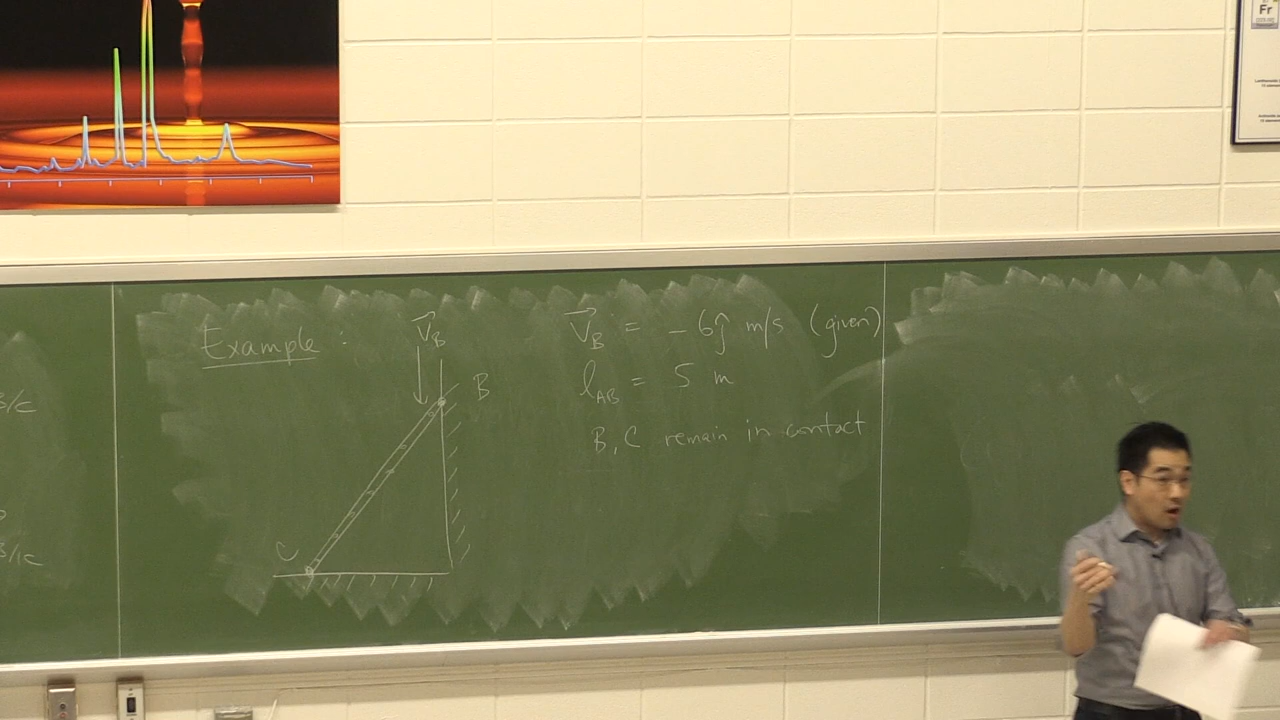 B/C
B/C
Example :
V_B
B
C
V_B = - 6ĵ m/s (given)
l_AB = 5 m
B, C remain in contact
Fr